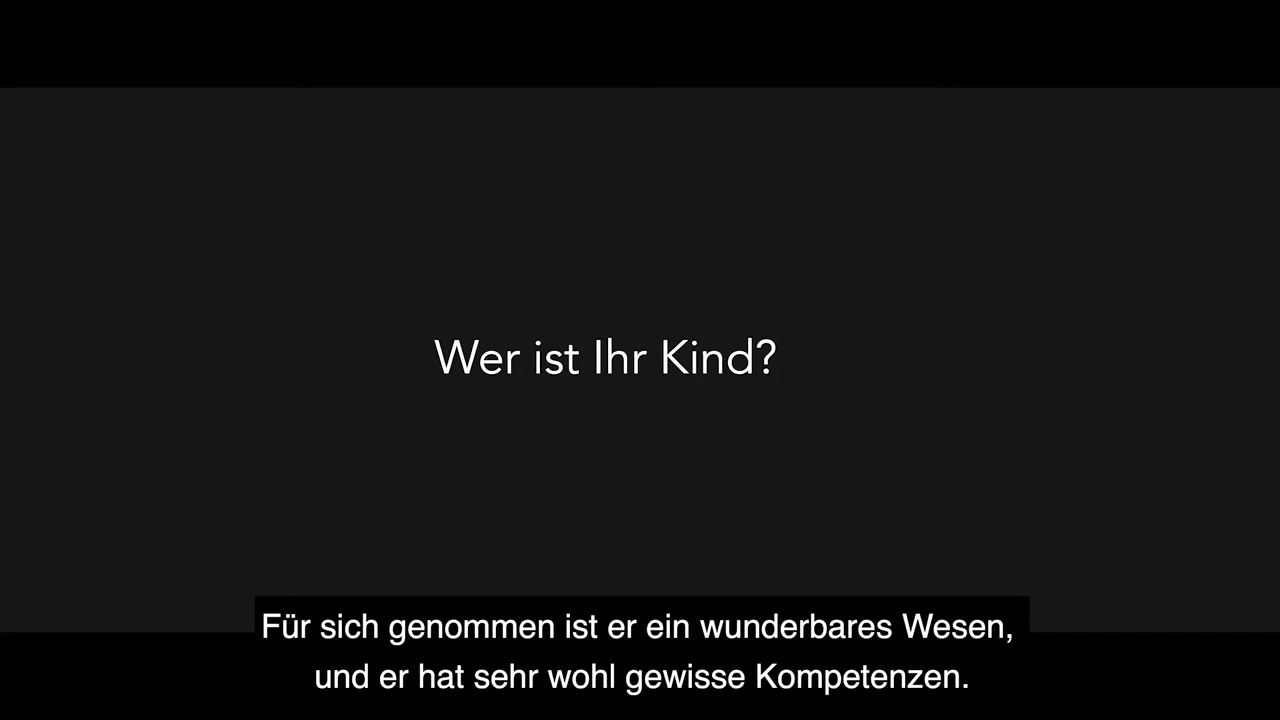 Wer ist Ihr Kind?
Für sich genommen ist er ein wunderbares Wesen,
und er hat sehr wohl gewisse Kompetenzen.